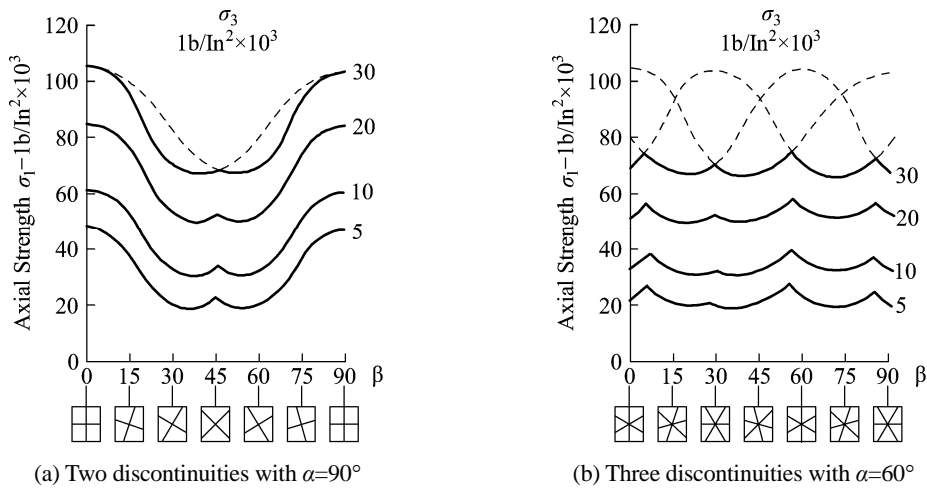 σ3
1b/In²×10³
Axial Strength σ1–1b/In²×10³
120
100
80
60
40
20
0
30
20
10
5
0 15 30 45 60 75 90 β
(a) Two discontinuities with α=90°
σ3
1b/In²×10³
Axial Strength σ1–1b/In²×10³
120
100
80
60
40
20
0
30
20
10
5
0 15 30 45 60 75 90 β
(b) Three discontinuities with α=60°